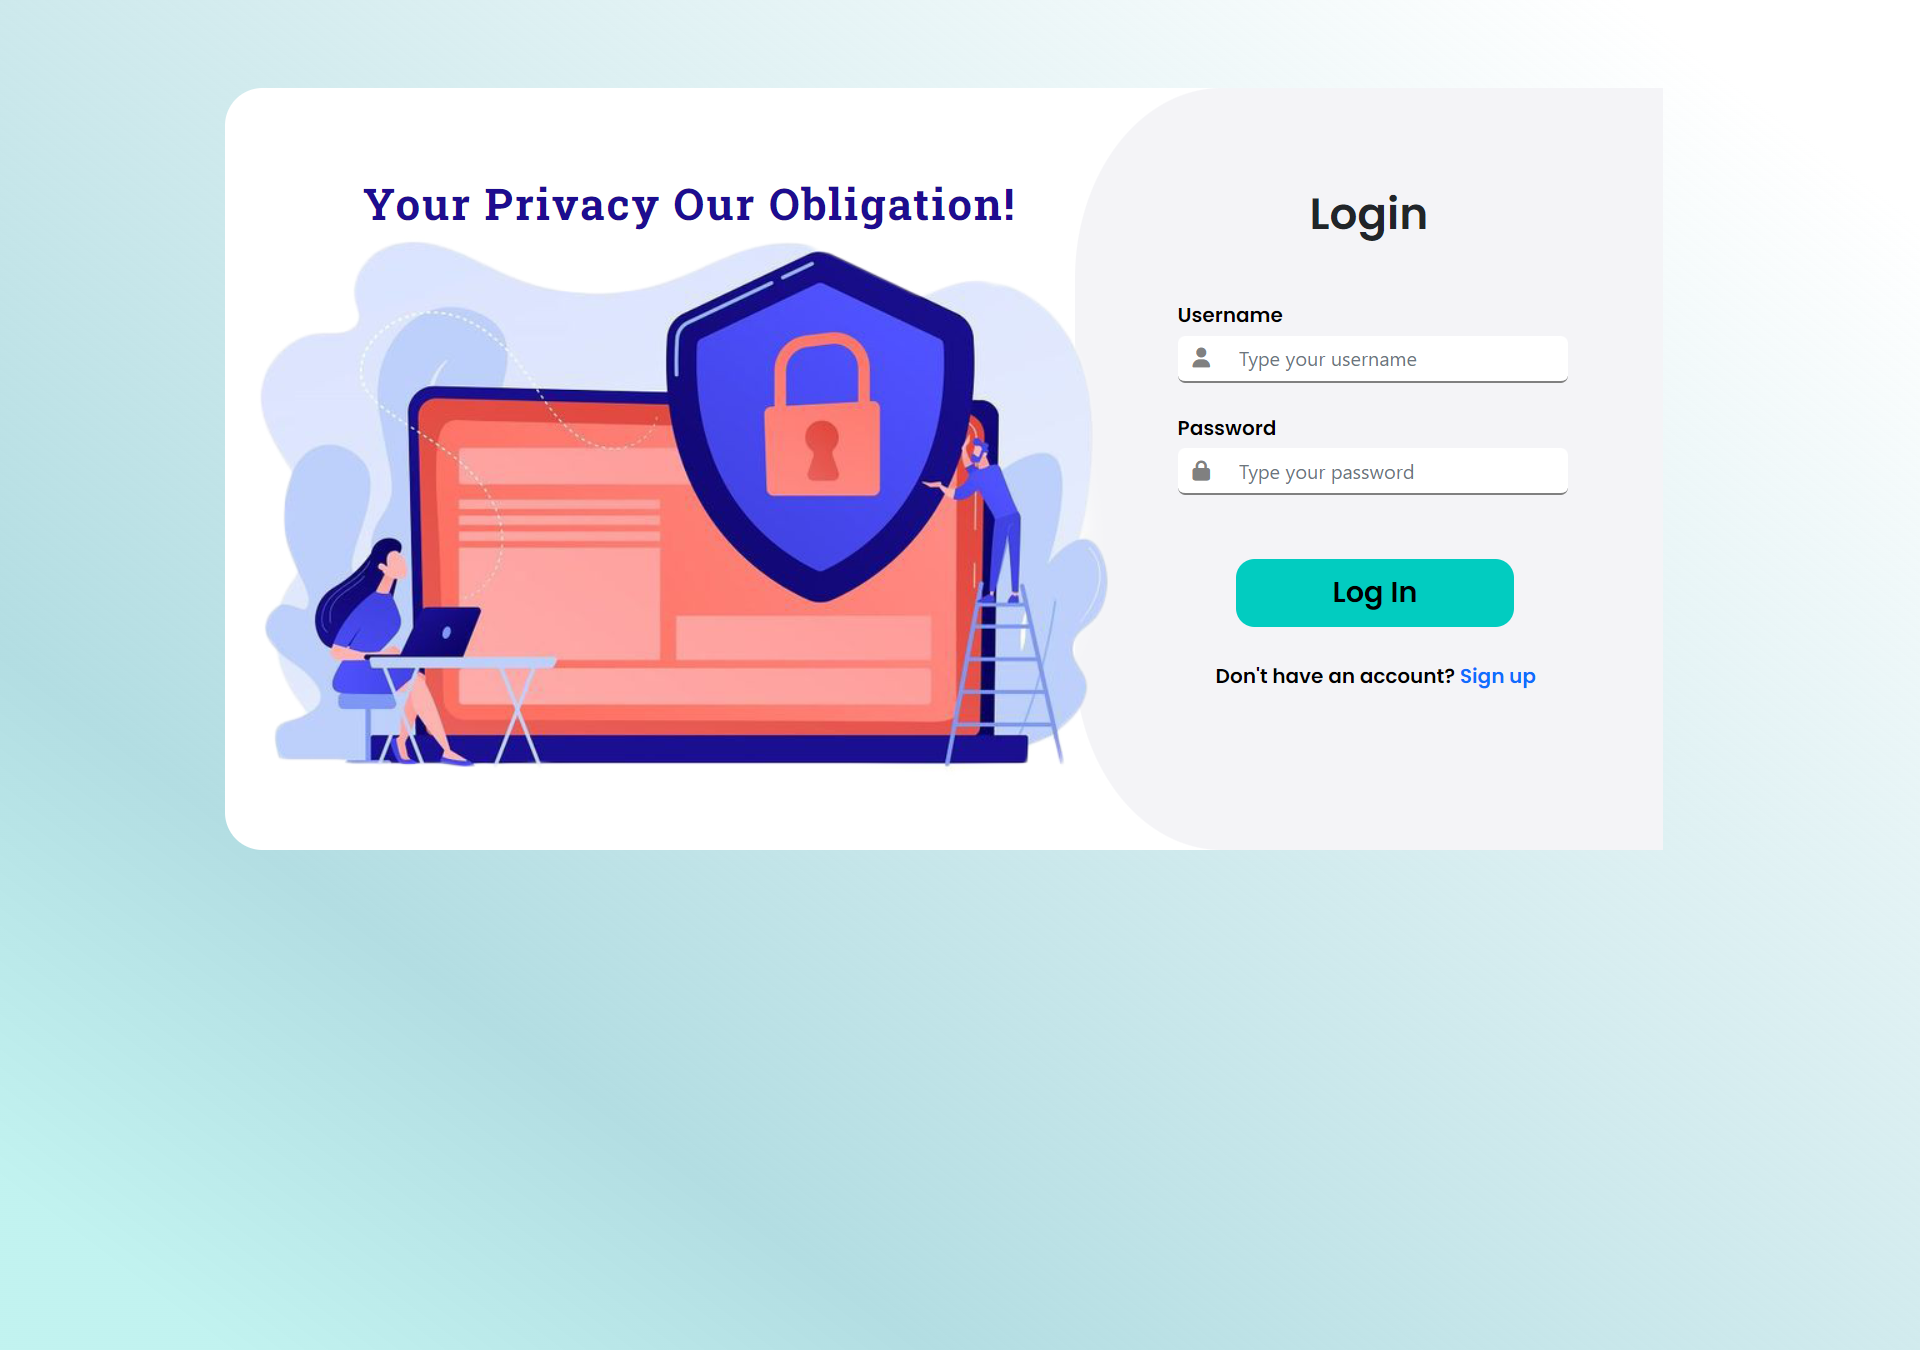 Your Privacy Our Obligation!
Login
Username
Type your username
Password
Type your password
Log In
Don't have an account? Sign up